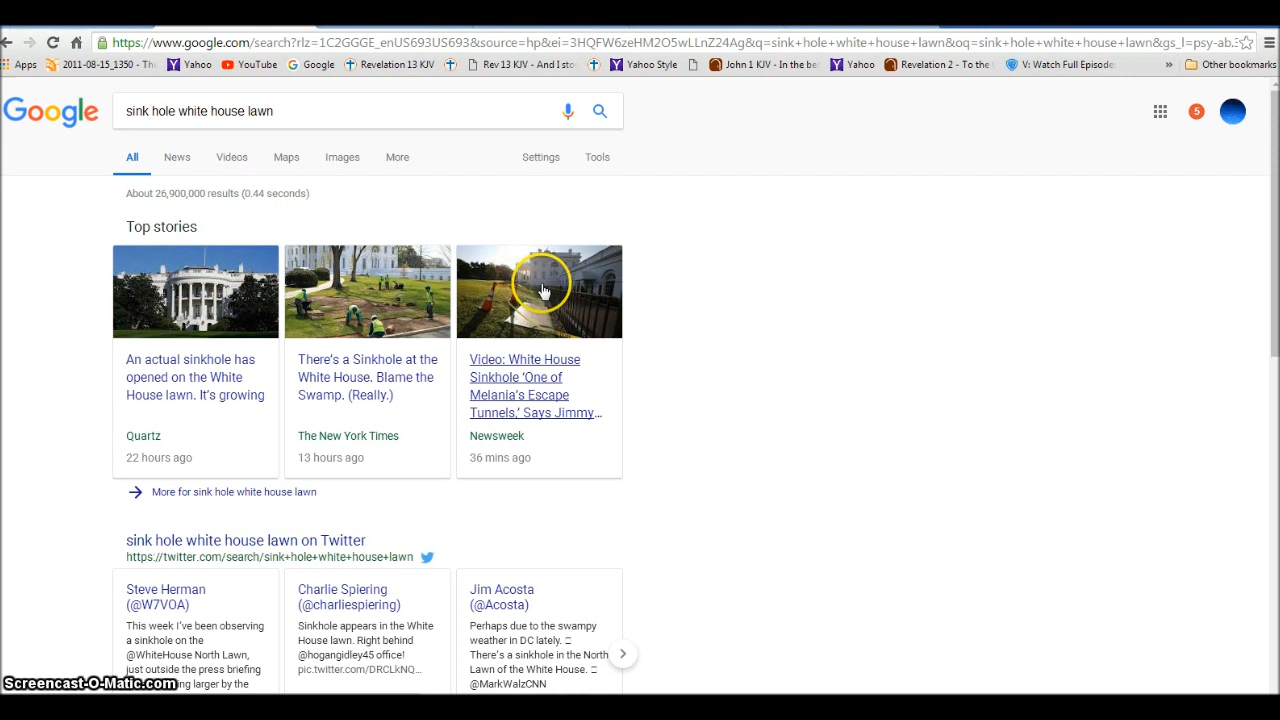 https://www.google.com/search?rlz=1C2GGGE_enUS693US693&source=hp&ei=3HQFW6zeHM2O5wLLnZ24Ag&q=sink+hole+white+house+lawn&oq=sink+hole+white+house+lawn&gs_l=psy-ab.
Apps 2011-08-15_1350 - Th Yahoo YouTube Google Revelation 13 KJV Rev 13 KJV - And I stoo Yahoo Style John 1 KJV - In the be Yahoo Revelation 2 - To the V: Watch Full Episode » Other bookmarks
Google
sink hole white house lawn
5
All News Videos Maps Images More Settings Tools
About 26,900,000 results (0.44 seconds)
Top stories
An actual sinkhole has
opened on the White
House lawn. It's growing
Quartz
22 hours ago
There's a Sinkhole at the
White House. Blame the
Swamp. (Really.)
The New York Times
13 hours ago
Video: White House
Sinkhole 'One of
Melania's Escape
Tunnels,' Says Jimmy...
Newsweek
36 mins ago
More for sink hole white house lawn
sink hole white house lawn on Twitter
https://twitter.com/search/sink+hole+white+house+lawn
Steve Herman
(@W7VOA)
This week I've been observing
a sinkhole on the
@WhiteHouse North Lawn,
just outside the press briefing
growing larger by the
Charlie Spiering
(@charliespiering)
Sinkhole appears in the White
House lawn. Right behind
@hogangidley45 office!
pic.twitter.com/DRCLkNQ...
Jim Acosta
(@Acosta)
Perhaps due to the swampy
weather in DC lately.
There's a sinkhole in the North
Lawn of the White House.
@MarkWalzCNN
Screencast-O-Matic.com